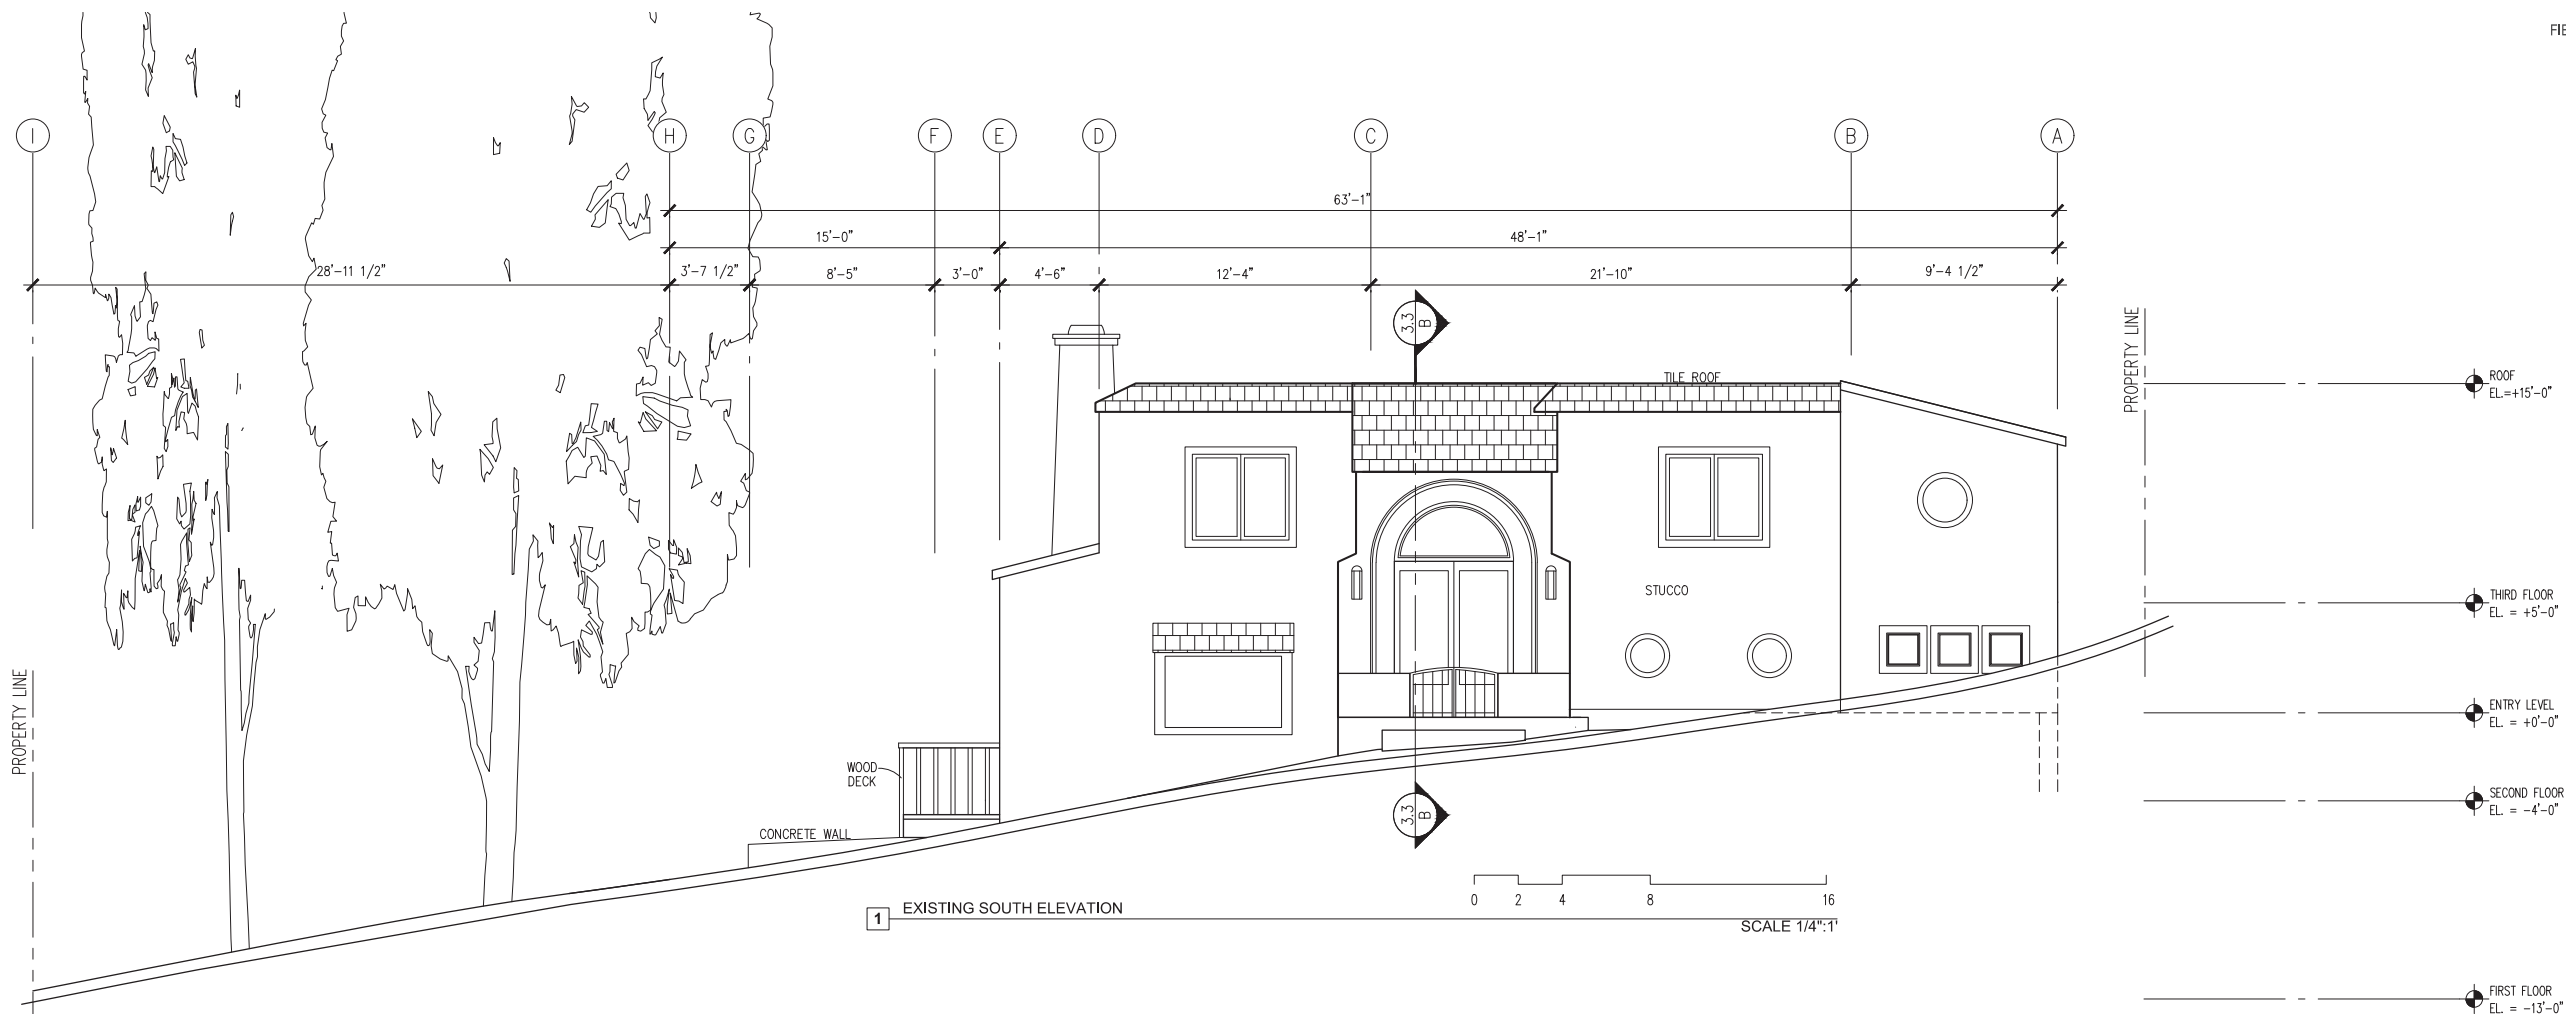 FIE
I
H
G
F
E
D
C
B
A
63'-1"
15'-0"
48'-1"
28'-11 1/2"
3'-7 1/2"
8'-5"
3'-0"
4'-6"
12'-4"
21'-10"
9'-4 1/2"
3.3
B
PROPERTY LINE
TILE ROOF
ROOF
EL.=+15'-0"
STUCCO
THIRD FLOOR
EL. = +5'-0"
PROPERTY LINE
ENTRY LEVEL
EL. = +0'-0"
WOOD
DECK
SECOND FLOOR
EL. = -4'-0"
3.3
B
CONCRETE WALL
0 2 4 8 16
1 EXISTING SOUTH ELEVATION
SCALE 1/4":1'
FIRST FLOOR
EL. = -13'-0"